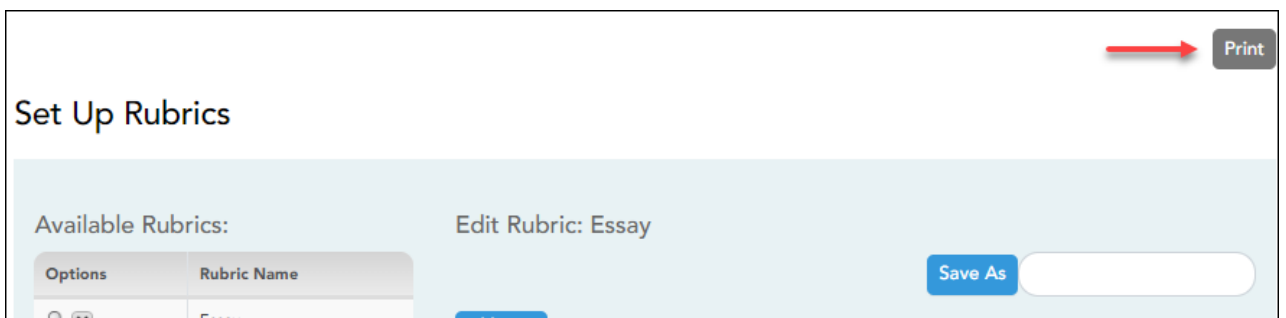 Print
Set Up Rubrics
Available Rubrics:
Edit Rubric: Essay
Options
Rubric Name
Save As